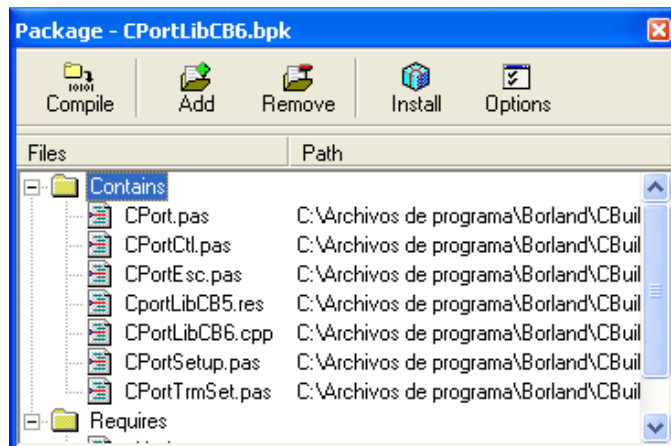 Package - CPortLibCB6.bpk
Compile Add Remove Install Options
Files Path
Contains
CPort.pas C:\Archivos de programa\Borland\CBuil
CPortCtl.pas C:\Archivos de programa\Borland\CBuil
CPortEsc.pas C:\Archivos de programa\Borland\CBuil
CportLibCB5.res C:\Archivos de programa\Borland\CBuil
CPortLibCB6.cpp C:\Archivos de programa\Borland\CBuil
CPortSetup.pas C:\Archivos de programa\Borland\CBuil
CPortTrmSet.pas C:\Archivos de programa\Borland\CBuil
Requires